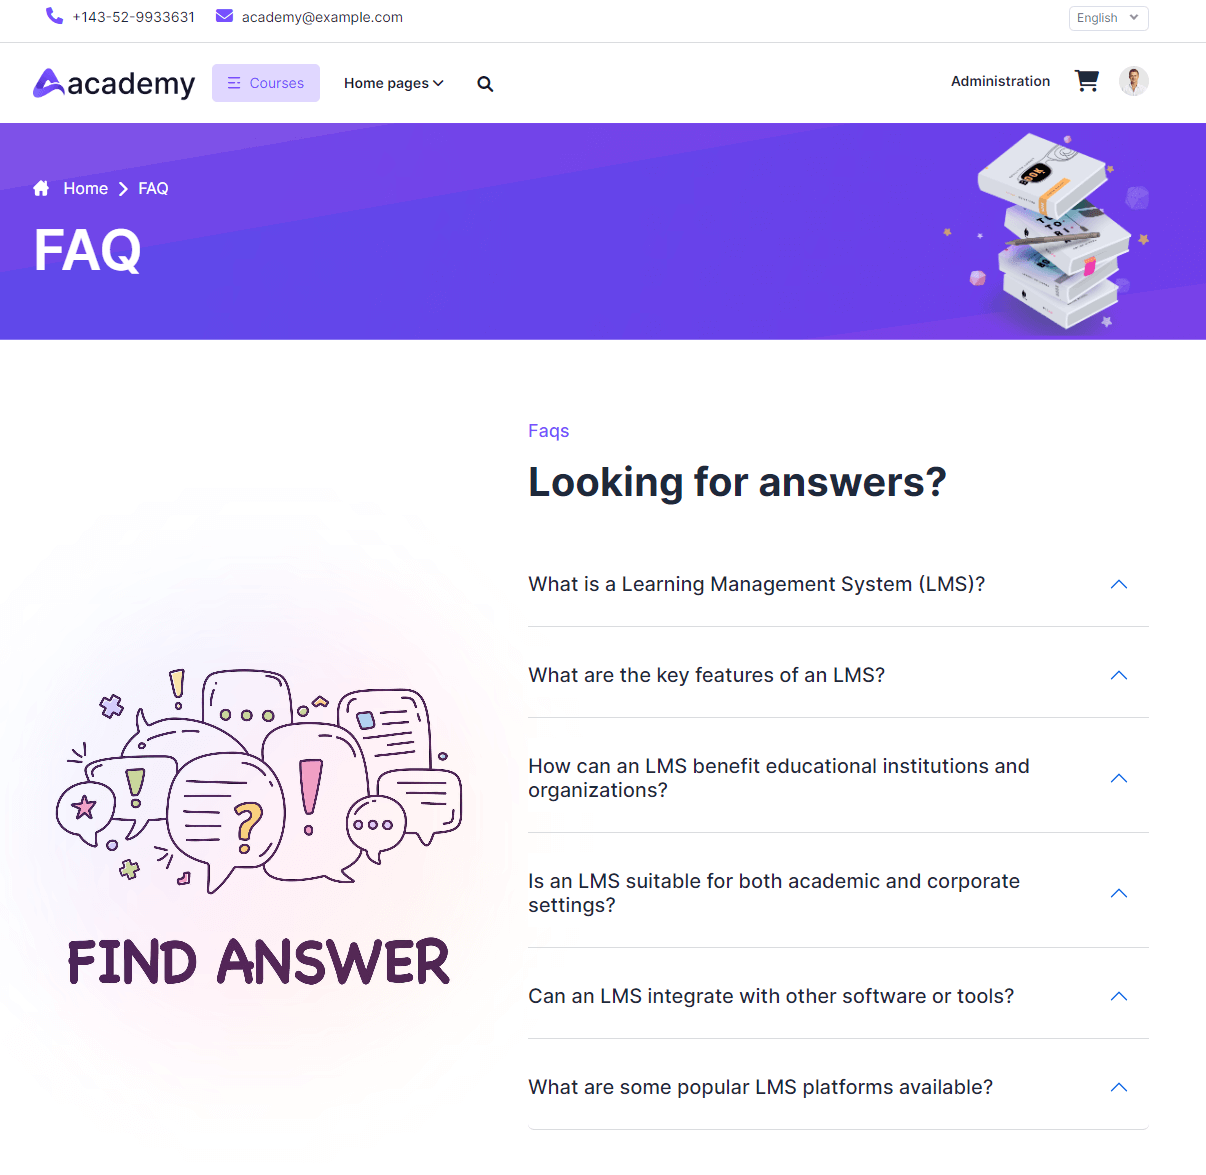 +143-52-9933631 academy@example.com English
academy Courses Home pages Administration
Home FAQ
FAQ
BOOK
Faqs
Looking for answers?
What is a Learning Management System (LMS)?
What are the key features of an LMS?
How can an LMS benefit educational institutions and
organizations?
Is an LMS suitable for both academic and corporate
settings?
Can an LMS integrate with other software or tools?
What are some popular LMS platforms available?
FIND ANSWER